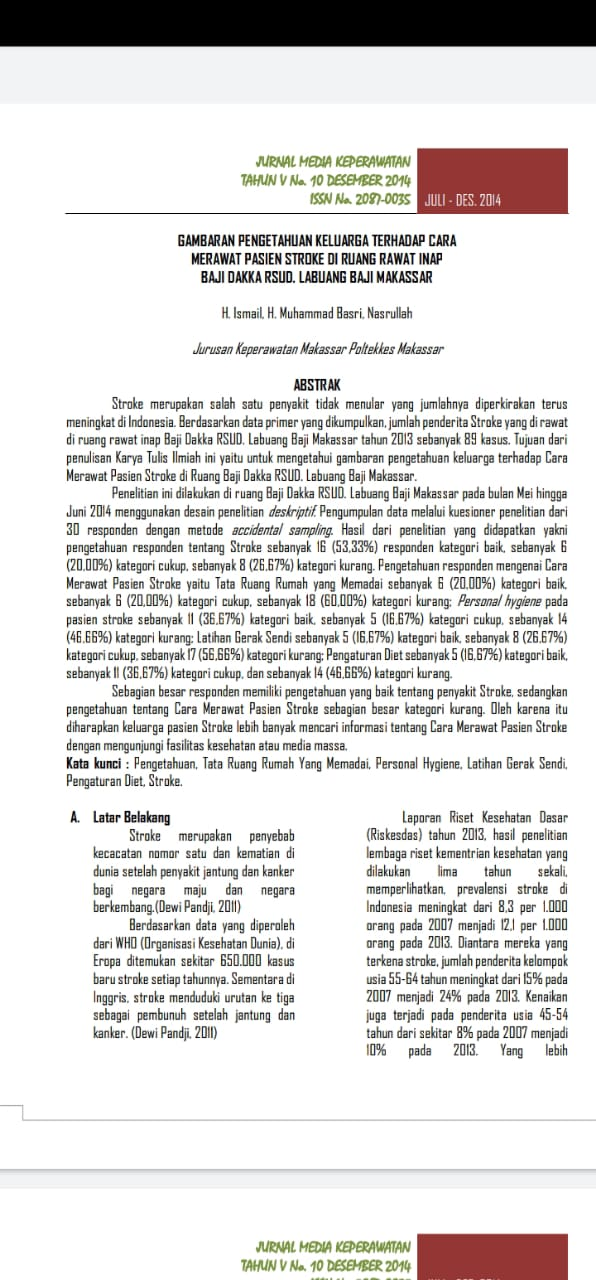 JURNAL MEDIA KEPERAWATAN
TAHUN V No. 10 DESEMBER 2014
ISSN No. 2087-0035
JULI - DES. 2014
GAMBARAN PENGETAHUAN KELUARGA TERHADAP CARA
MERAWAT PASIEN STROKE DI RUANG RAWAT INAP
BAJI DAKKA RSUD. LABUANG BAJI MAKASSAR
H. Ismail, H. Muhammad Basri, Nasrullah
Jurusan Keperawatan Makassar Poltekkes Makassar
ABSTRAK
Stroke merupakan salah satu penyakit tidak menular yang jumlahnya diperkirakan terus
meningkat di Indonesia. Berdasarkan data primer yang dikumpulkan, jumlah penderita Stroke yang di rawat
di ruang rawat inap Baji Dakka RSUD. Labuang Baji Makassar tahun 2013 sebanyak 89 kasus. Tujuan dari
penulisan Karya Tulis Ilmiah ini yaitu untuk mengetahui gambaran pengetahuan keluarga terhadap Cara
Merawat Pasien Stroke di Ruang Baji Dakka RSUD. Labuang Baji Makassar.
Penelitian ini dilakukan di ruang Baji Dakka RSUD. Labuang Baji Makassar pada bulan Mei hingga
Juni 2014 menggunakan desain penelitian deskriptif. Pengumpulan data melalui kuesioner penelitian dari
30 responden dengan metode accidental sampling. Hasil dari penelitian yang didapatkan yakni
pengetahuan responden tentang Stroke sebanyak 16 (53,33%) responden kategori baik, sebanyak 6
(20,00%) kategori cukup, sebanyak 8 (26,67%) kategori kurang. Pengetahuan responden mengenai Cara
Merawat Pasien Stroke yaitu Tata Ruang Rumah yang Memadai sebanyak 6 (20,00%) kategori baik,
sebanyak 6 (20,00%) kategori cukup, sebanyak 18 (60,00%) kategori kurang; Personal hygiene pada
pasien stroke sebanyak 11 (36,67%) kategori baik, sebanyak 5 (16,67%) kategori cukup, sebanyak 14
(46,66%) kategori kurang; Latihan Gerak Sendi sebanyak 5 (16,67%) kategori baik, sebanyak 8 (26,67%)
kategori cukup, sebanyak 17 (56,66%) kategori kurang; Pengaturan Diet sebanyak 5 (16,67%) kategori baik,
sebanyak 11 (36,67%) kategori cukup, dan sebanyak 14 (46,66%) kategori kurang.
Sebagian besar responden memiliki pengetahuan yang baik tentang penyakit Stroke, sedangkan
pengetahuan tentang Cara Merawat Pasien Stroke sebagian besar kategori kurang. Oleh karena itu
diharapkan keluarga pasien Stroke lebih banyak mencari informasi tentang Cara Merawat Pasien Stroke
dengan mengunjungi fasilitas kesehatan atau media massa.
Kata kunci : Pengetahuan, Tata Ruang Rumah Yang Memadai, Personal Hygiene, Latihan Gerak Sendi,
Pengaturan Diet, Stroke.
A. Latar Belakang
Stroke merupakan penyebab
kecacatan nomor satu dan kematian di
dunia setelah penyakit jantung dan kanker
bagi negara maju dan negara
berkembang.(Dewi Pandji, 2011)
Berdasarkan data yang diperoleh
dari WHO (Organisasi Kesehatan Dunia), di
Eropa ditemukan sekitar 650.000 kasus
baru stroke setiap tahunnya. Sementara di
Inggris, stroke menduduki urutan ke tiga
sebagai pembunuh setelah jantung dan
kanker. (Dewi Pandji, 2011)
Laporan Riset Kesehatan Dasar
(Riskesdas) tahun 2013, hasil penelitian
lembaga riset kementrian kesehatan yang
dilakukan lima tahun sekali,
memperlihatkan, prevalensi stroke di
Indonesia meningkat dari 8,3 per 1.000
orang pada 2007 menjadi 12,1 per 1.000
orang pada 2013. Diantara mereka yang
terkena stroke, jumlah penderita kelompok
usia 55-64 tahun meningkat dari 15% pada
2007 menjadi 24% pada 2013. Kenaikan
juga terjadi pada penderita usia 45-54
tahun dari sekitar 8% pada 2007 menjadi
10% pada 2013. Yang lebih
JURNAL MEDIA KEPERAWATAN
TAHUN V No. 10 DESEMBER 2014